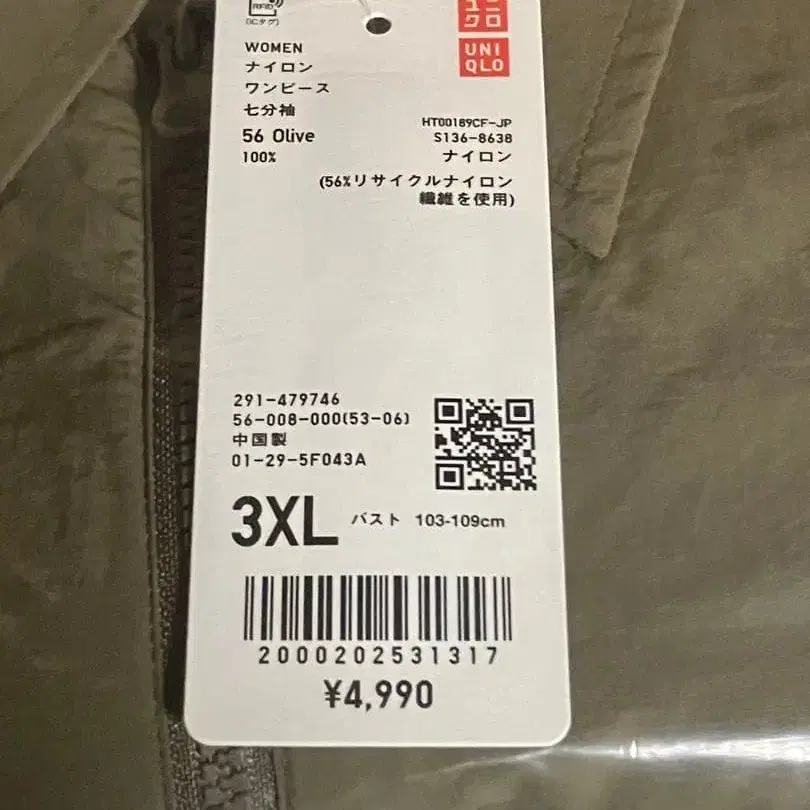 RFID
(ICタグ)
ユニ
クロ
UNI
QLO
WOMEN
ナイロン
ワンピース
七分袖
56 Olive
100%
HT00189CF-JP
S136-8638
ナイロン
(56%リサイクルナイロン
繊維を使用)
291-479746
56-008-000(53-06)
中国製
01-29-5F043A
3XL バスト 103-109cm
2000202531317
¥4,990